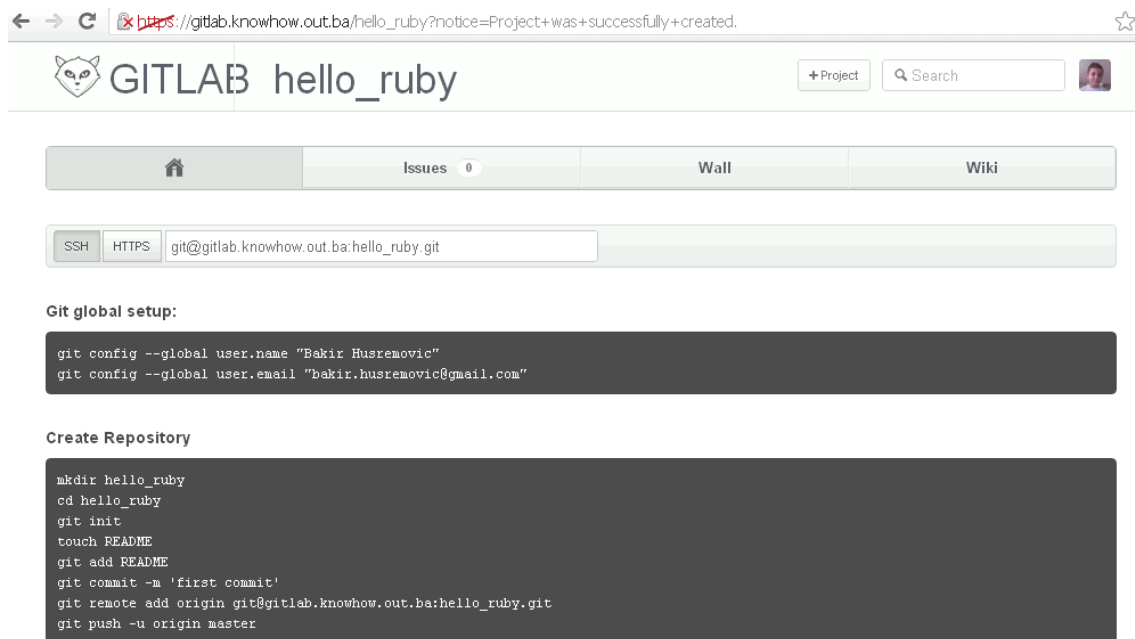 https://gitlab.knowhow.out.ba/hello_ruby?notice=Project+was+successfully+created.
GITLAB hello_ruby
+ Project
Search
Issues 0
Wall
Wiki
SSH
HTTPS
git@gitlab.knowhow.out.ba:hello_ruby.git
Git global setup:
git config --global user.name "Bakir Husremovic"
git config --global user.email "bakir.husremovic@gmail.com"
Create Repository
mkdir hello_ruby
cd hello_ruby
git init
touch README
git add README
git commit -m 'first commit'
git remote add origin git@gitlab.knowhow.out.ba:hello_ruby.git
git push -u origin master